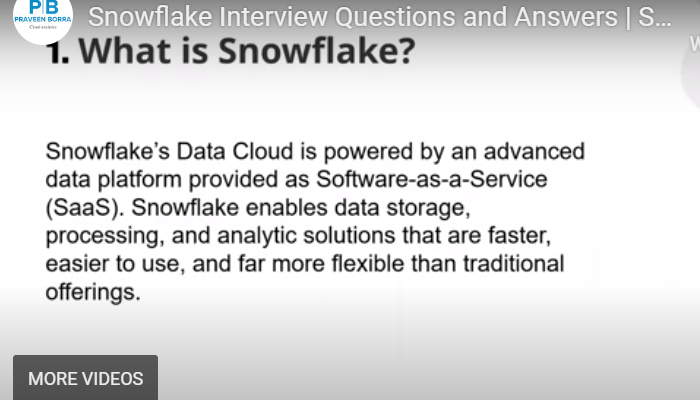 P|B
PRAVEEN BORRA
Cloud Analytics
Snowflake Interview Questions and Answers | S...
1. What is Snowflake?
W
Snowflake's Data Cloud is powered by an advanced
data platform provided as Software-as-a-Service
(SaaS). Snowflake enables data storage,
processing, and analytic solutions that are faster,
easier to use, and far more flexible than traditional
offerings.
MORE VIDEOS